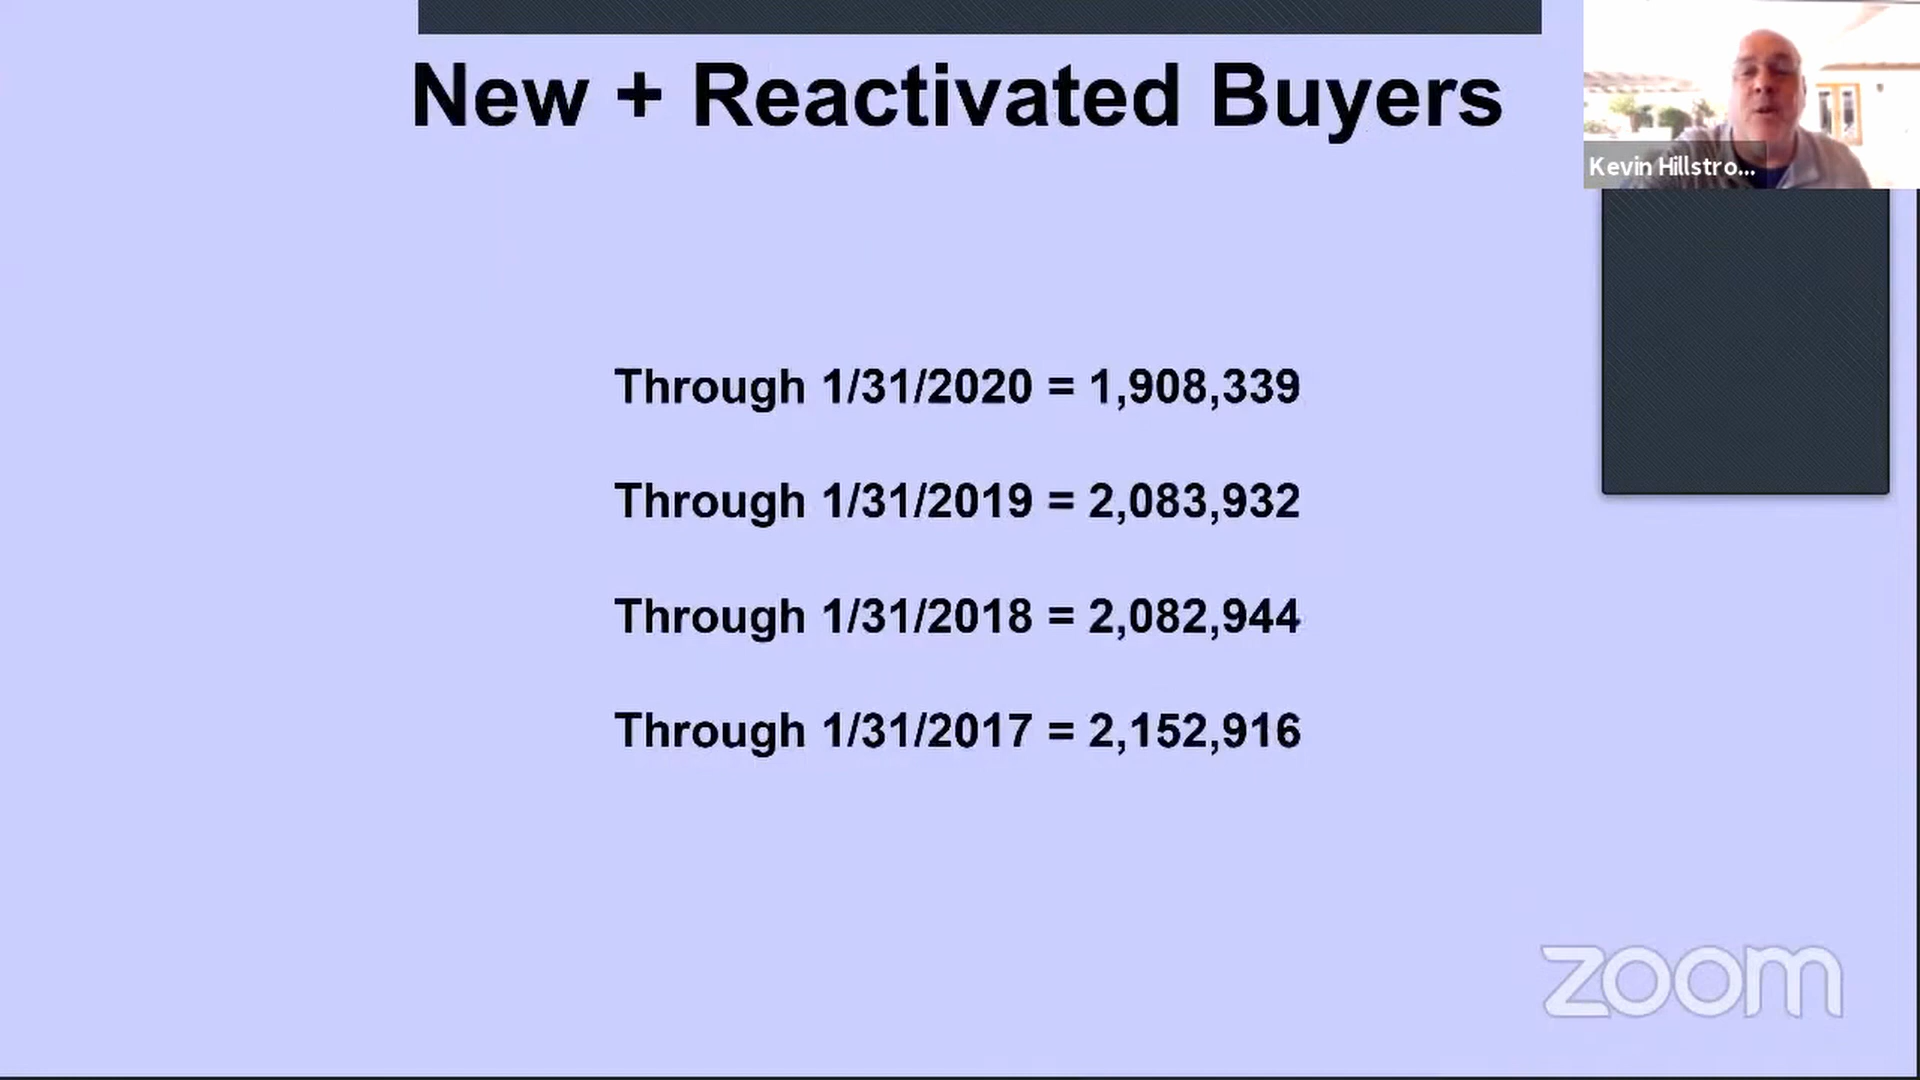 New + Reactivated Buyers
Kevin Hillstro...
Through 1/31/2020 = 1,908,339
Through 1/31/2019 = 2,083,932
Through 1/31/2018 = 2,082,944
Through 1/31/2017 = 2,152,916
zoom